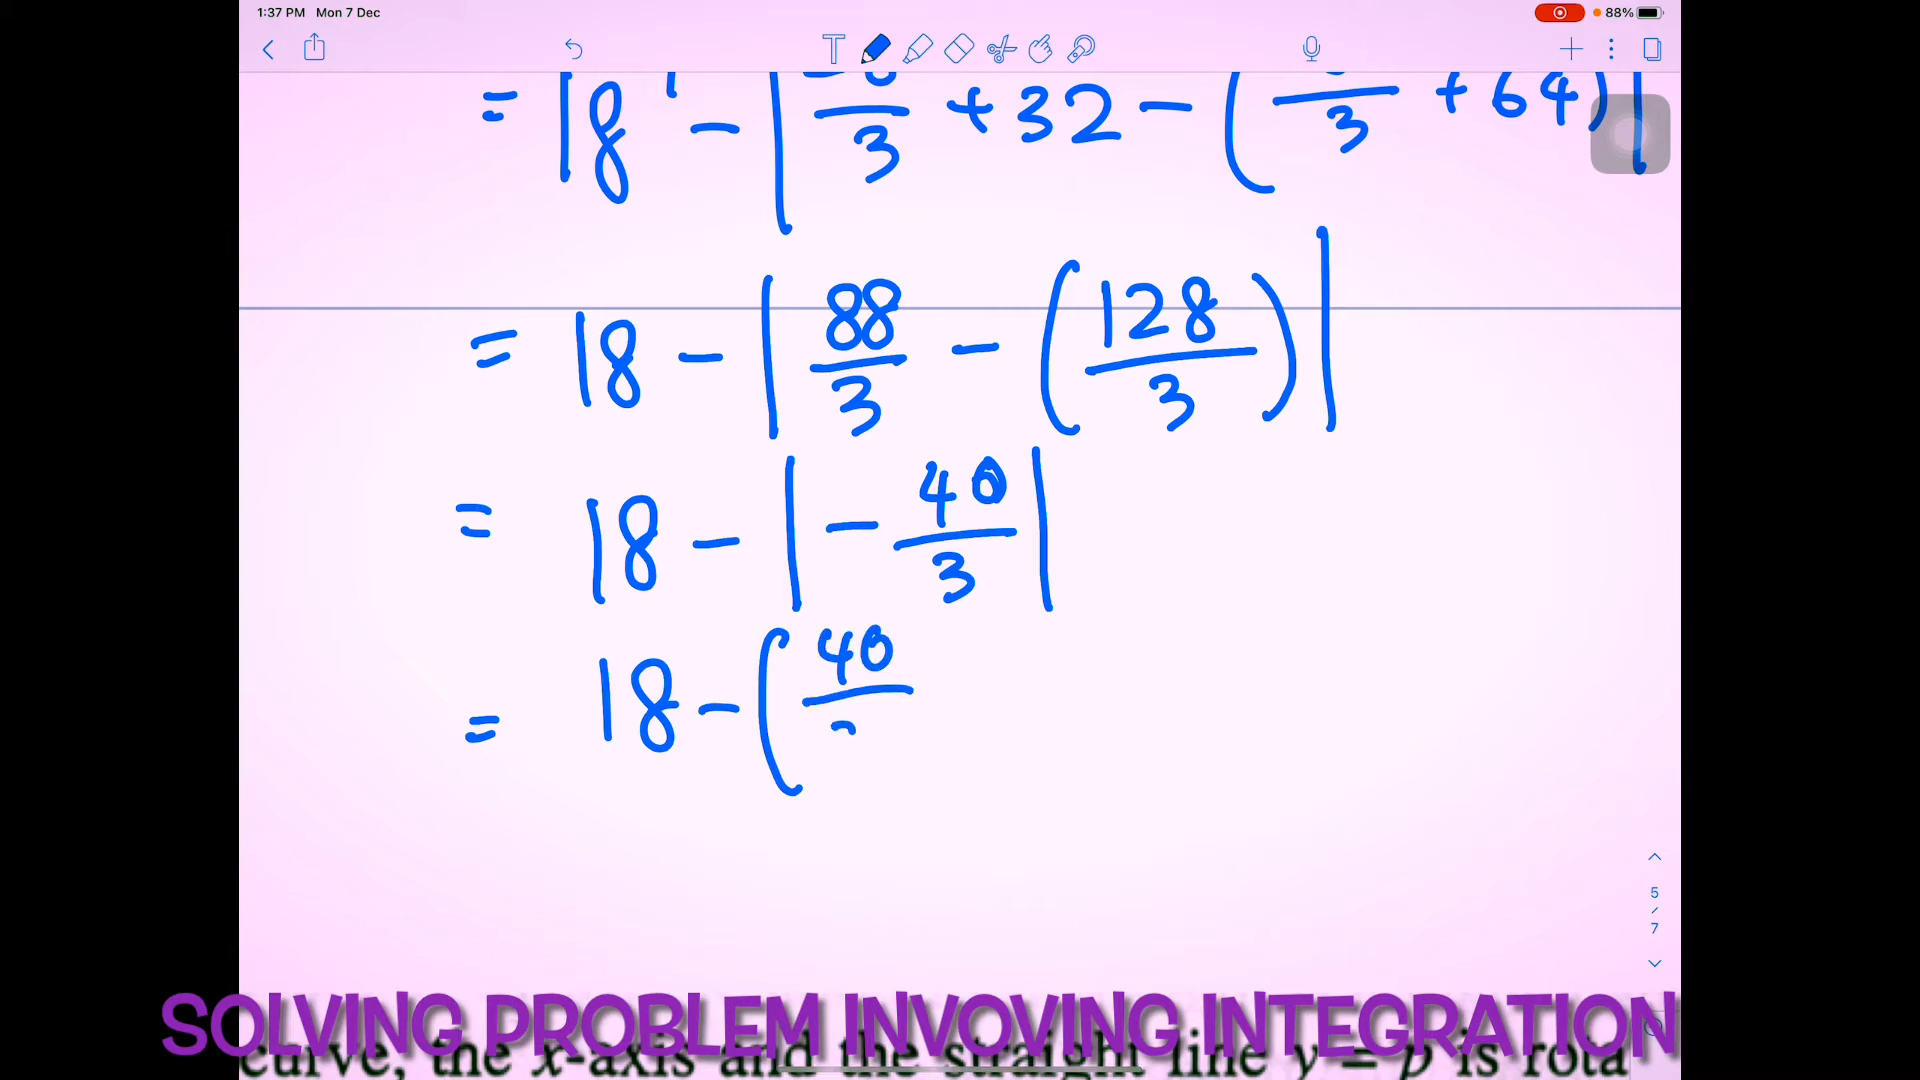 1:37 PM Mon 7 Dec 88%
= 18 - | /3 + 32 - ( /3 + 64) |
= 18 - | 88/3 - (128/3) |
= 18 - | - 40/3 |
= 18 - ( 40/
5
/
7
SOLVING PROBLEM INVOVING INTEGRATION
curve, the x-axis and the straight line y = p is rota